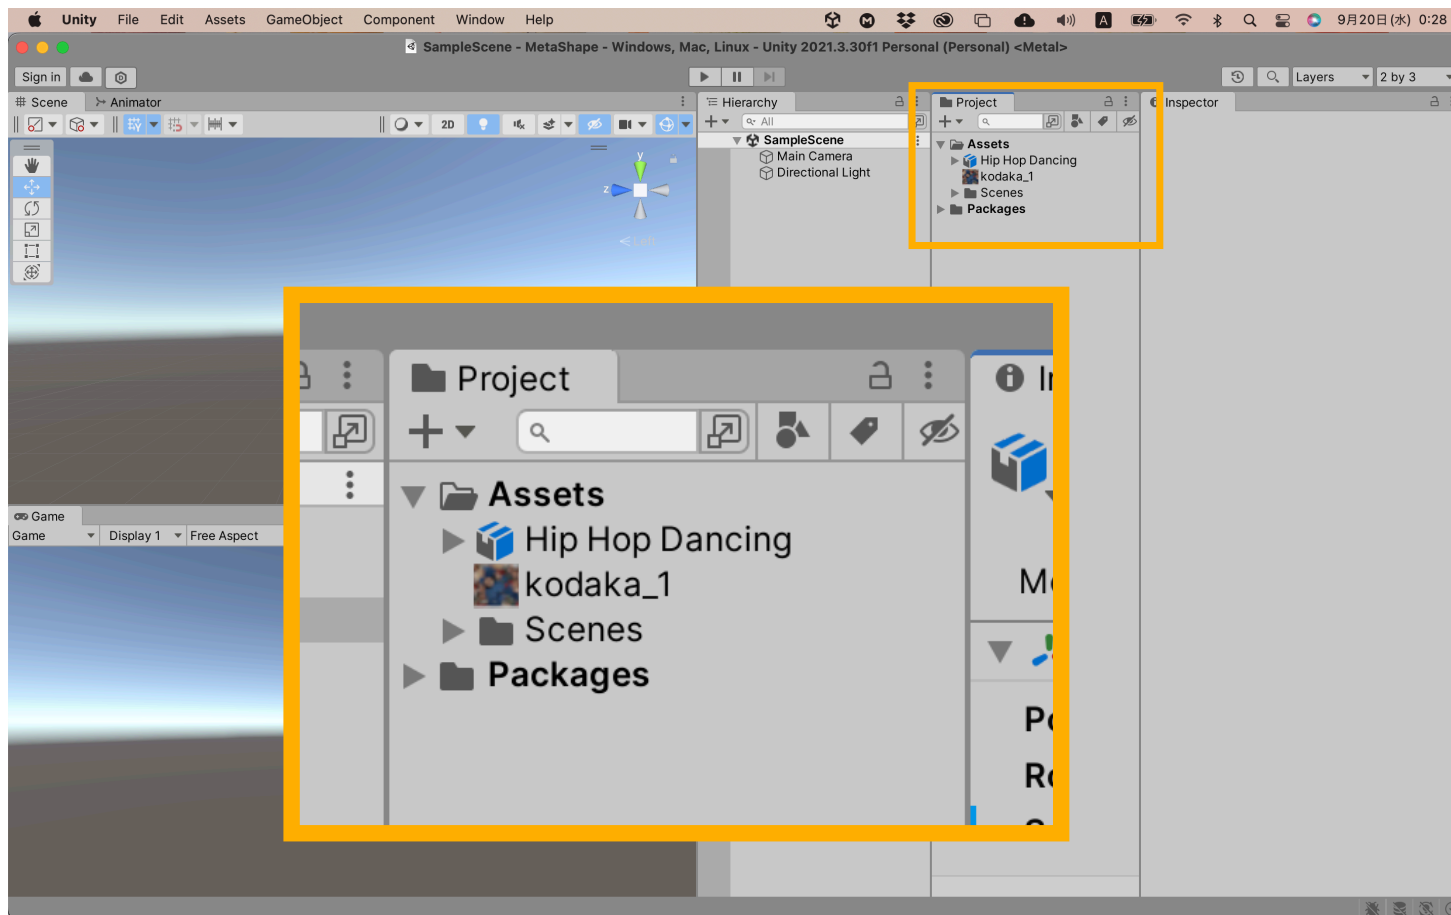 Unity File Edit Assets GameObject Component Window Help A 9月20日(水) 0:28
SampleScene - MetaShape - Windows, Mac, Linux - Unity 2021.3.30f1 Personal (Personal) <Metal>
Sign in Layers 2 by 3
Scene Animator
2D
y
z
Left
Hierarchy
All
SampleScene
Main Camera
Directional Light
Project
Assets
Hip Hop Dancing
kodaka_1
Scenes
Packages
Inspector
Game
Game Display 1 Free Aspect
Project
Assets
Hip Hop Dancing
kodaka_1
Scenes
Packages